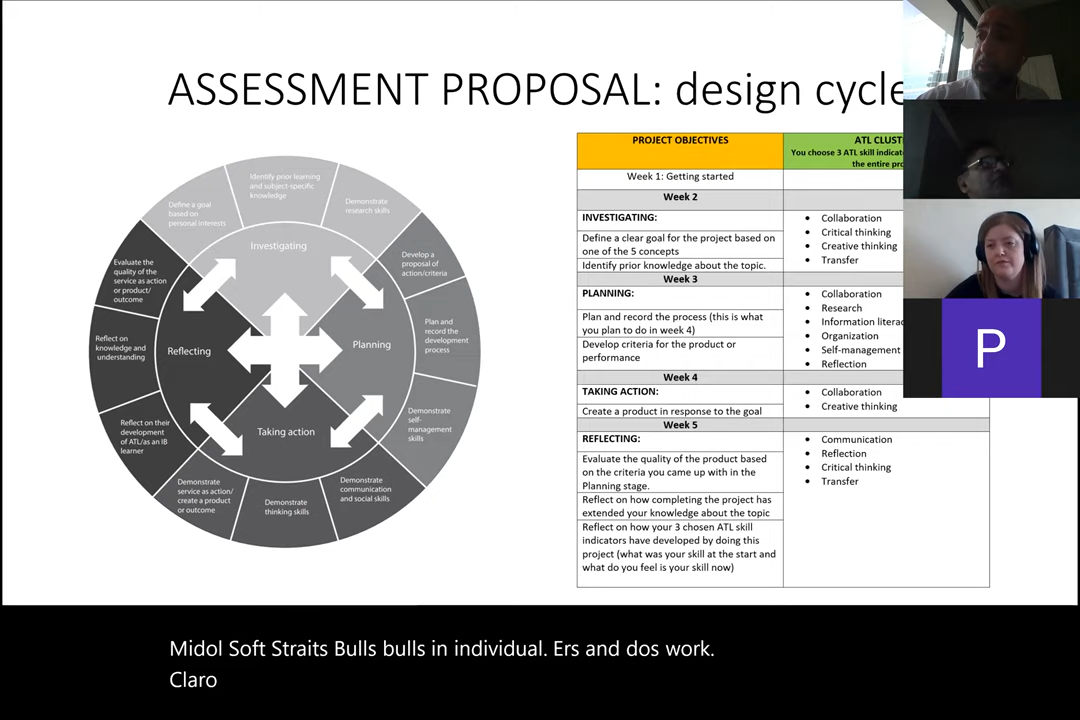 ASSESSMENT PROPOSAL: design cycle
Identify prior learning
and subject-specific
knowledge
Demonstrate
research skills
Define a goal
based on
personal interests
Investigating
Develop a
proposal of
action/criteria
Evaluate the
quality of the
service as action
or product/
outcome
Plan and
record the
development
process
Reflect on
knowledge and
understanding
Reflecting
Planning
Demonstrate
self-
management
skills
Taking action
Reflect on their
development
of ATL/as an IB
learner
Demonstrate
service as action/
create a product
or outcome
Demonstrate
thinking skills
Demonstrate
communication
and social skills
PROJECT OBJECTIVES
You choose 3 ATL skill
the entire
Week 1: Getting started
Week 2
INVESTIGATING:
Define a clear goal for the project based on
one of the 5 concepts
Identify prior knowledge about the topic.
• Collaboration
• Critical thinking
• Creative thinking
• Transfer
Week 3
PLANNING:
Plan and record the process (this is what
you plan to do in week 4)
Develop criteria for the product or
performance
• Collaboration
• Research
• Information
• Organization
• Self-management
• Reflection
Week 4
TAKING ACTION:
Create a product in response to the goal
• Collaboration
• Creative thinking
Week 5
REFLECTING:
Evaluate the quality of the product based
on the criteria you came up with in the
Planning stage.
Reflect on how completing the project has
extended your knowledge about the topic
Reflect on how your 3 chosen ATL skill
indicators have developed by doing this
project (what was your skill at the start and
what do you feel is your skill now)
• Communication
• Reflection
• Critical thinking
• Transfer
P
Midol Soft Straits Bulls bulls in individual. Ers and dos work.
Claro